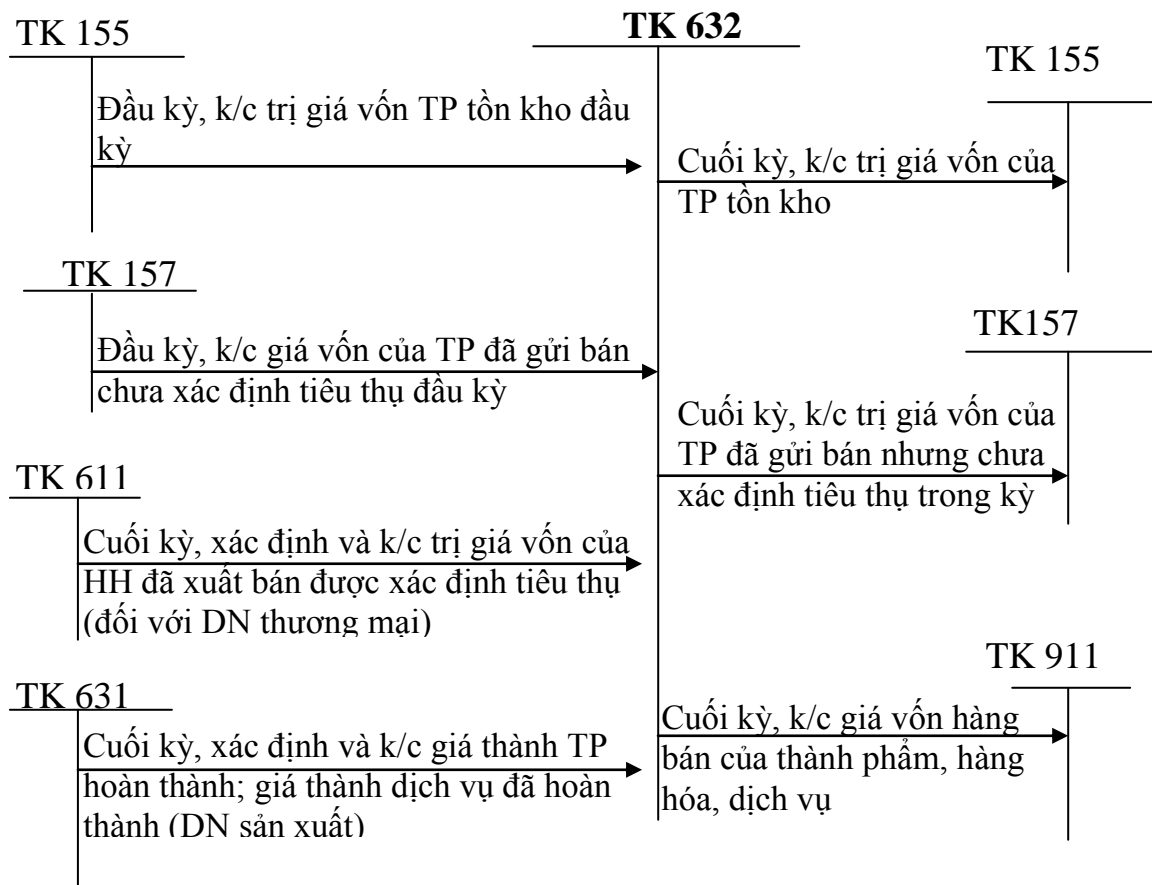 TK 155
Đầu kỳ, k/c trị giá vốn TP tồn kho đầu
kỳ
TK 157
Đầu kỳ, k/c giá vốn của TP đã gửi bán
chưa xác định tiêu thụ đầu kỳ
TK 611
Cuối kỳ, xác định và k/c trị giá vốn của
HH đã xuất bán được xác định tiêu thụ
(đối với DN thương mại)
TK 631
Cuối kỳ, xác định và k/c giá thành TP
hoàn thành; giá thành dịch vụ đã hoàn
thành (DN sản xuất)
TK 632
TK 155
Cuối kỳ, k/c trị giá vốn của
TP tồn kho
TK157
Cuối kỳ, k/c trị giá vốn của
TP đã gửi bán nhưng chưa
xác định tiêu thụ trong kỳ
TK 911
Cuối kỳ, k/c giá vốn hàng
bán của thành phẩm, hàng
hóa, dịch vụ